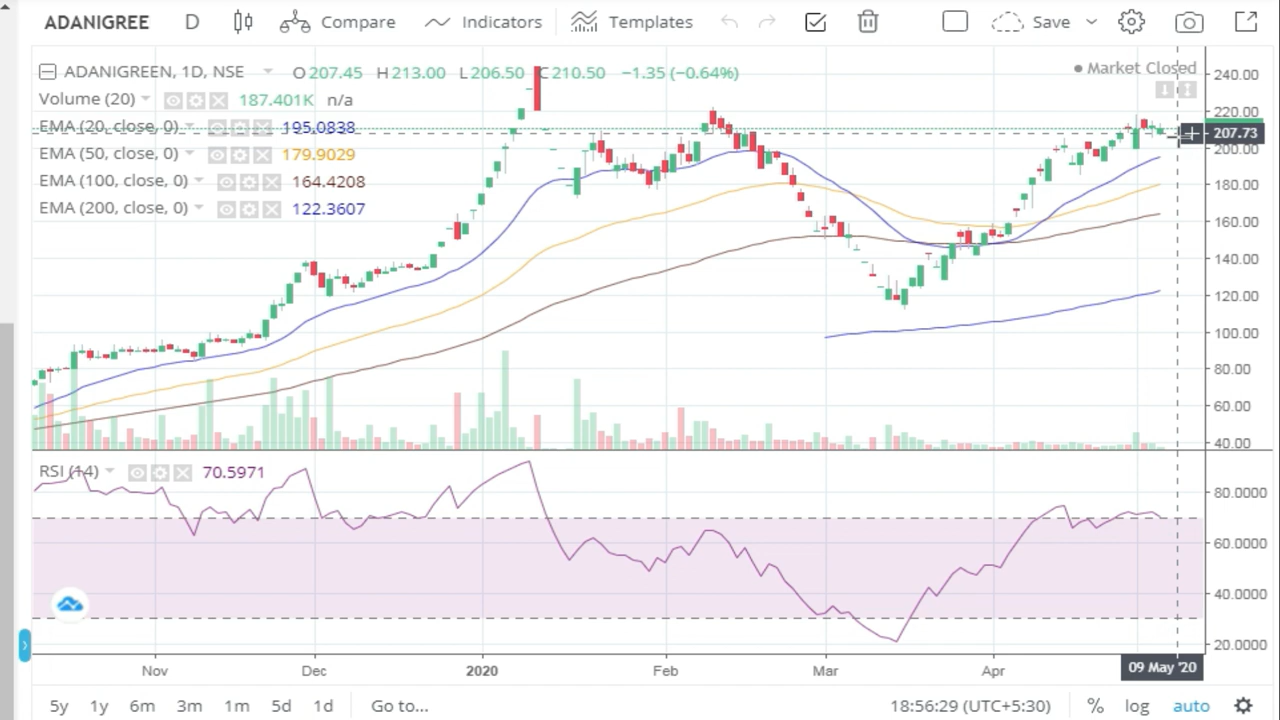 ADANIGREE D Compare Indicators Templates Save
ADANIGREEN, 1D, NSE O207.45 H213.00 L206.50 C210.50 −1.35 (−0.64%)
Market Closed
Volume (20) 187.401K n/a
EMA (20, close, 0) 195.0838
EMA (50, close, 0) 179.9029
EMA (100, close, 0) 164.4208
EMA (200, close, 0) 122.3607
240.00
220.00
207.73
200.00
180.00
160.00
140.00
120.00
100.00
80.00
60.00
40.00
RSI (14) 70.5971
80.0000
60.0000
40.0000
20.0000
Nov Dec 2020 Feb Mar Apr 09 May '20
5y 1y 6m 3m 1m 5d 1d Go to... 18:56:29 (UTC+5:30) % log auto